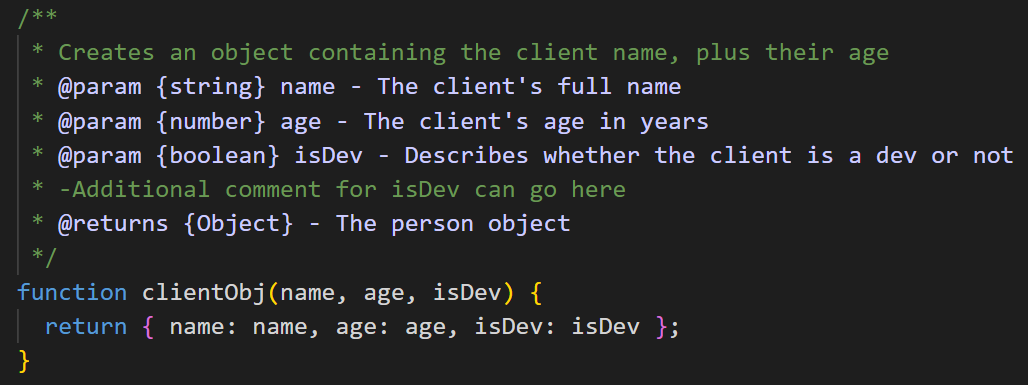 /**
 * Creates an object containing the client name, plus their age
 * @param {string} name - The client's full name
 * @param {number} age - The client's age in years
 * @param {boolean} isDev - Describes whether the client is a dev or not
 * -Additional comment for isDev can go here
 * @returns {Object} - The person object
 */
function clientObj(name, age, isDev) {
  return { name: name, age: age, isDev: isDev };
}